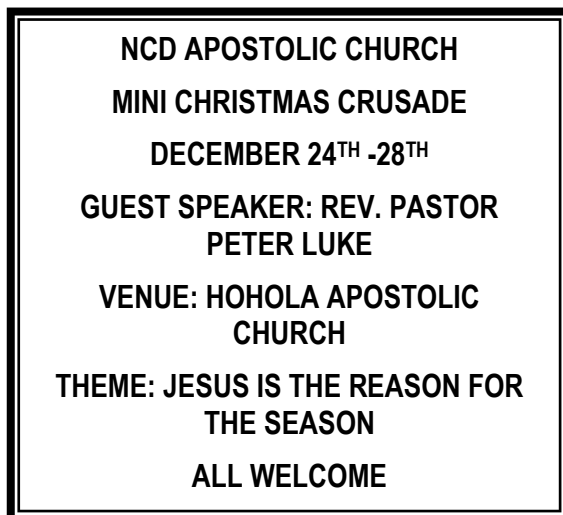 NCD APOSTOLIC CHURCH
MINI CHRISTMAS CRUSADE
DECEMBER 24TH -28TH
GUEST SPEAKER: REV. PASTOR
PETER LUKE
VENUE: HOHOLA APOSTOLIC
CHURCH
THEME: JESUS IS THE REASON FOR
THE SEASON
ALL WELCOME